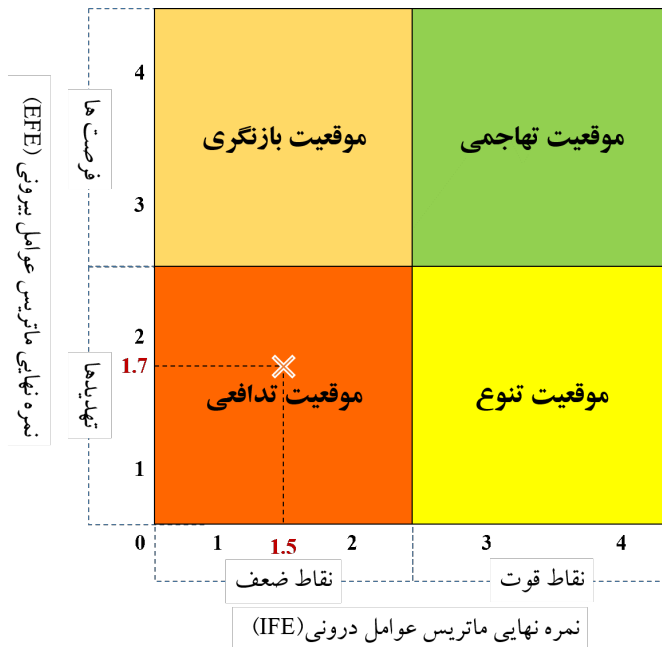 نمره نهایی ماتریس عوامل بیرونی (EFE)
فرصت ها
تهدیدها
4
3
2
1.7
1
موقعیت بازنگری
موقعیت تهاجمی
موقعیت تدافعی
موقعیت تنوع
0
1
1.5
2
3
4
نقاط ضعف
نقاط قوت
نمره نهایی ماتریس عوامل درونی(IFE)